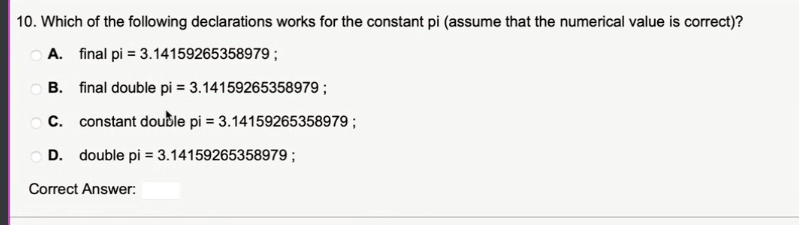 10. Which of the following declarations works for the constant pi (assume that the numerical value is correct)?
A. final pi = 3.14159265358979 ;
B. final double pi = 3.14159265358979 ;
C. constant double pi = 3.14159265358979 ;
D. double pi = 3.14159265358979 ;
Correct Answer: